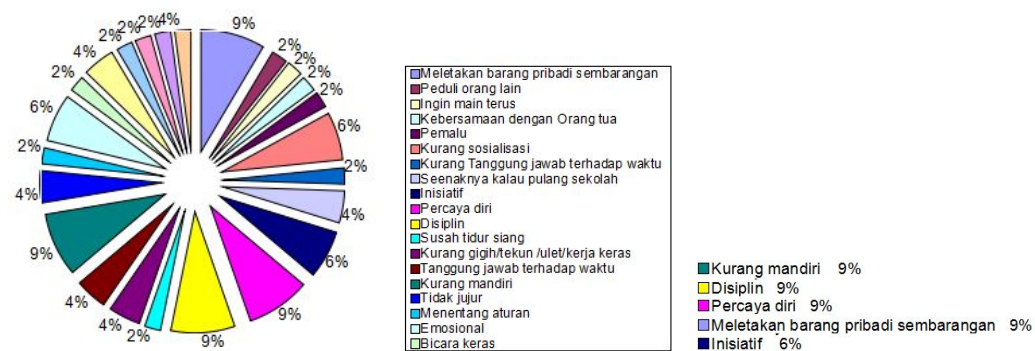 9%
2%
2%
2%
2%
6%
2%
4%
6%
9%
9%
2%
4%
4%
9%
4%
2%
6%
2%
4%
2%
2%
4%
Meletakan barang pribadi sembarangan
Peduli orang lain
Ingin main terus
Kebersamaan dengan Orang tua
Pemalu
Kurang sosialisasi
Kurang Tanggung jawab terhadap waktu
Seenaknya kalau pulang sekolah
Inisiatif
Percaya diri
Disiplin
Susah tidur siang
Kurang gigih/tekun /ulet/kerja keras
Tanggung jawab terhadap waktu
Kurang mandiri
Tidak jujur
Menentang aturan
Emosional
Bicara keras
Kurang mandiri 9%
Disiplin 9%
Percaya diri 9%
Meletakan barang pribadi sembarangan 9%
Inisiatif 6%